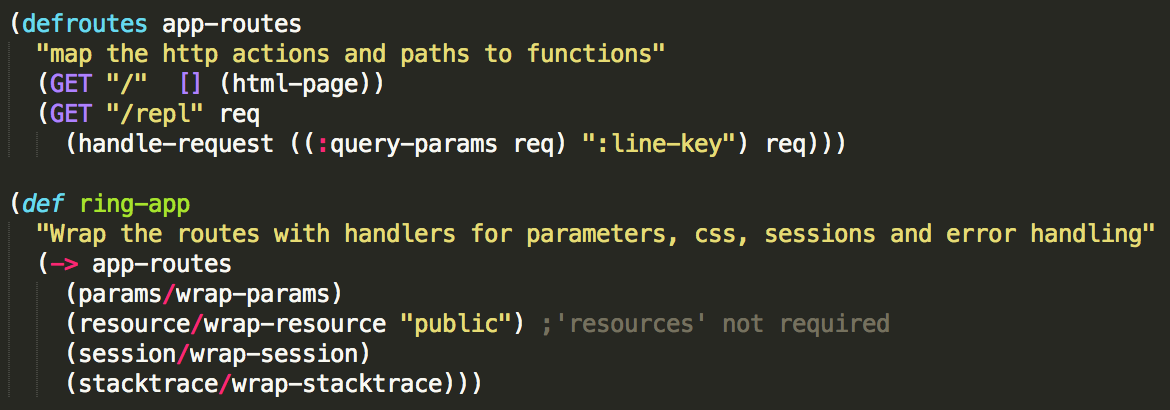 (defroutes app-routes
  "map the http actions and paths to functions"
  (GET "/"  [] (html-page))
  (GET "/repl" req
    (handle-request ((:query-params req) ":line-key") req)))

(def ring-app
  "Wrap the routes with handlers for parameters, css, sessions and error handling"
  (-> app-routes
    (params/wrap-params)
    (resource/wrap-resource "public") ;'resources' not required
    (session/wrap-session)
    (stacktrace/wrap-stacktrace)))